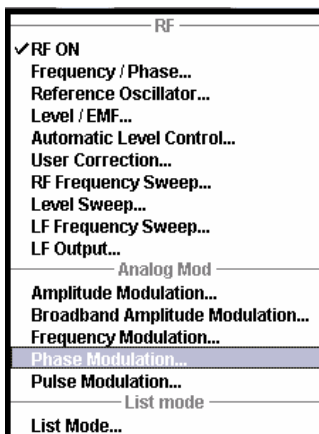 RF
✓RF ON
Frequency / Phase...
Reference Oscillator...
Level / EMF...
Automatic Level Control...
User Correction...
RF Frequency Sweep...
Level Sweep...
LF Frequency Sweep...
LF Output...
Analog Mod
Amplitude Modulation...
Broadband Amplitude Modulation...
Frequency Modulation...
Phase Modulation...
Pulse Modulation...
List mode
List Mode...